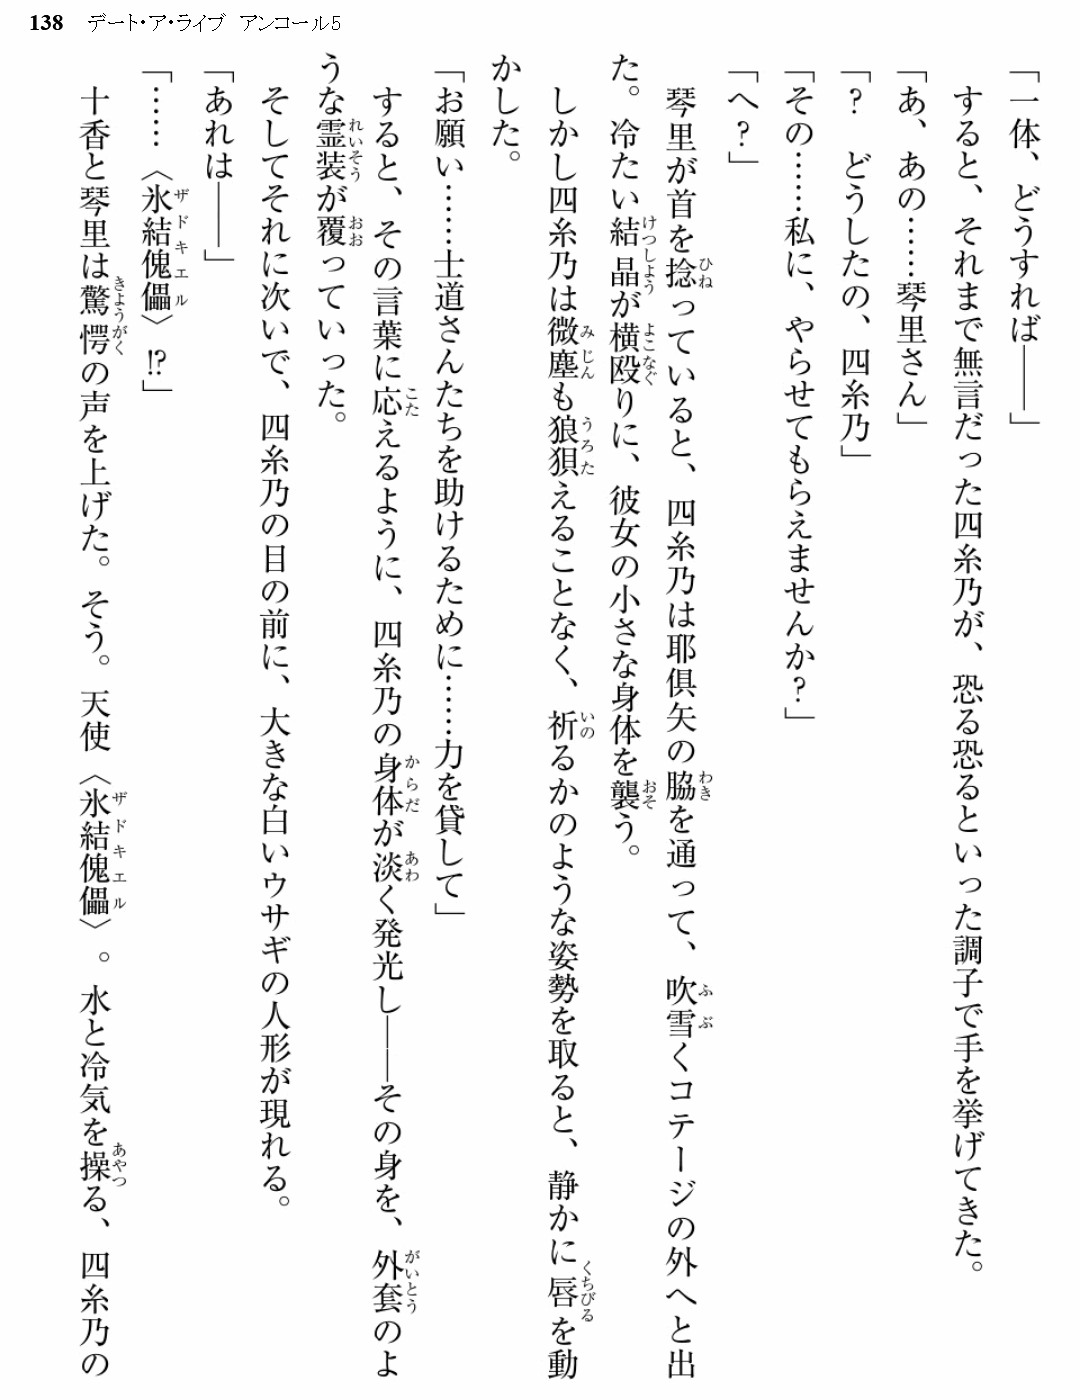 138 デート・ア・ライブ アンコール5
「一体、どうすれば――」
すると、それまで無言だった四糸乃が、恐る恐るといった調子で手を挙げてきた。
「あ、あの……琴里さん」
「? どうしたの、四糸乃」
「その……私に、やらせてもらえませんか?」
「へ?」
琴里が首を捻っていると、四糸乃は耶倶矢の脇を通って、吹雪くコテージの外へと出
た。冷たい結晶が横殴りに、彼女の小さな身体を襲う。
しかし四糸乃は微塵も狼狽えることなく、祈るかのような姿勢を取ると、静かに唇を動
かした。
「お願い……士道さんたちを助けるために……力を貸して」
すると、その言葉に応えるように、四糸乃の身体が淡く発光し――その身を、外套のよ
うな霊装が覆っていった。
そしてそれに次いで、四糸乃の目の前に、大きな白いウサギの人形が現れる。
「あれは――」
「……〈氷結傀儡〉!?」
十香と琴里は驚愕の声を上げた。そう。天使〈氷結傀儡〉。水と冷気を操る、四糸乃の